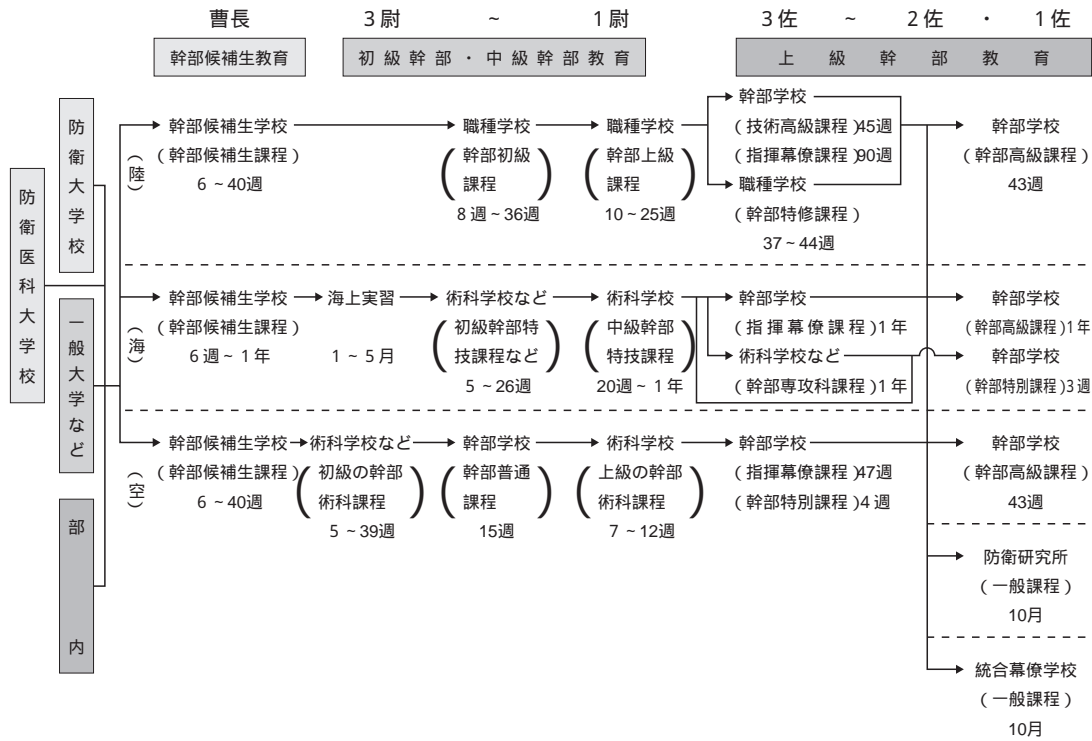 曹長 3尉 ~ 1尉 3佐 ~ 2佐 ・ 1佐
幹部候補生教育 初級幹部・中級幹部教育 上級幹部教育
防衛医科大学校
防衛大学校
一般大学など
部内
(陸)
幹部候補生学校
(幹部候補生課程)
6~40週
職種学校
(幹部初級
課程)
8週~36週
職種学校
(幹部上級
課程)
10~25週
幹部学校
(技術高級課程)45週
(指揮幕僚課程)90週
職種学校
(幹部特修課程)
37~44週
幹部学校
(幹部高級課程)
43週
(海)
幹部候補生学校
(幹部候補生課程)
6週~1年
海上実習
1~5月
術科学校など
(初級幹部特
技課程など)
5~26週
術科学校
(中級幹部
特技課程)
20週~1年
幹部学校
(指揮幕僚課程)1年
術科学校など
(幹部専攻科課程)1年
幹部学校
(幹部高級課程)1年
幹部学校
(幹部特別課程)3週
(空)
幹部候補生学校
(幹部候補生課程)
6~40週
術科学校など
(初級の幹部
術科課程)
5~39週
幹部学校
(幹部普通
課程)
15週
術科学校
(上級の幹部
術科課程)
7~12週
幹部学校
(指揮幕僚課程)47週
(幹部特別課程)4週
幹部学校
(幹部高級課程)
43週
防衛研究所
(一般課程)
10月
統合幕僚学校
(一般課程)
10月